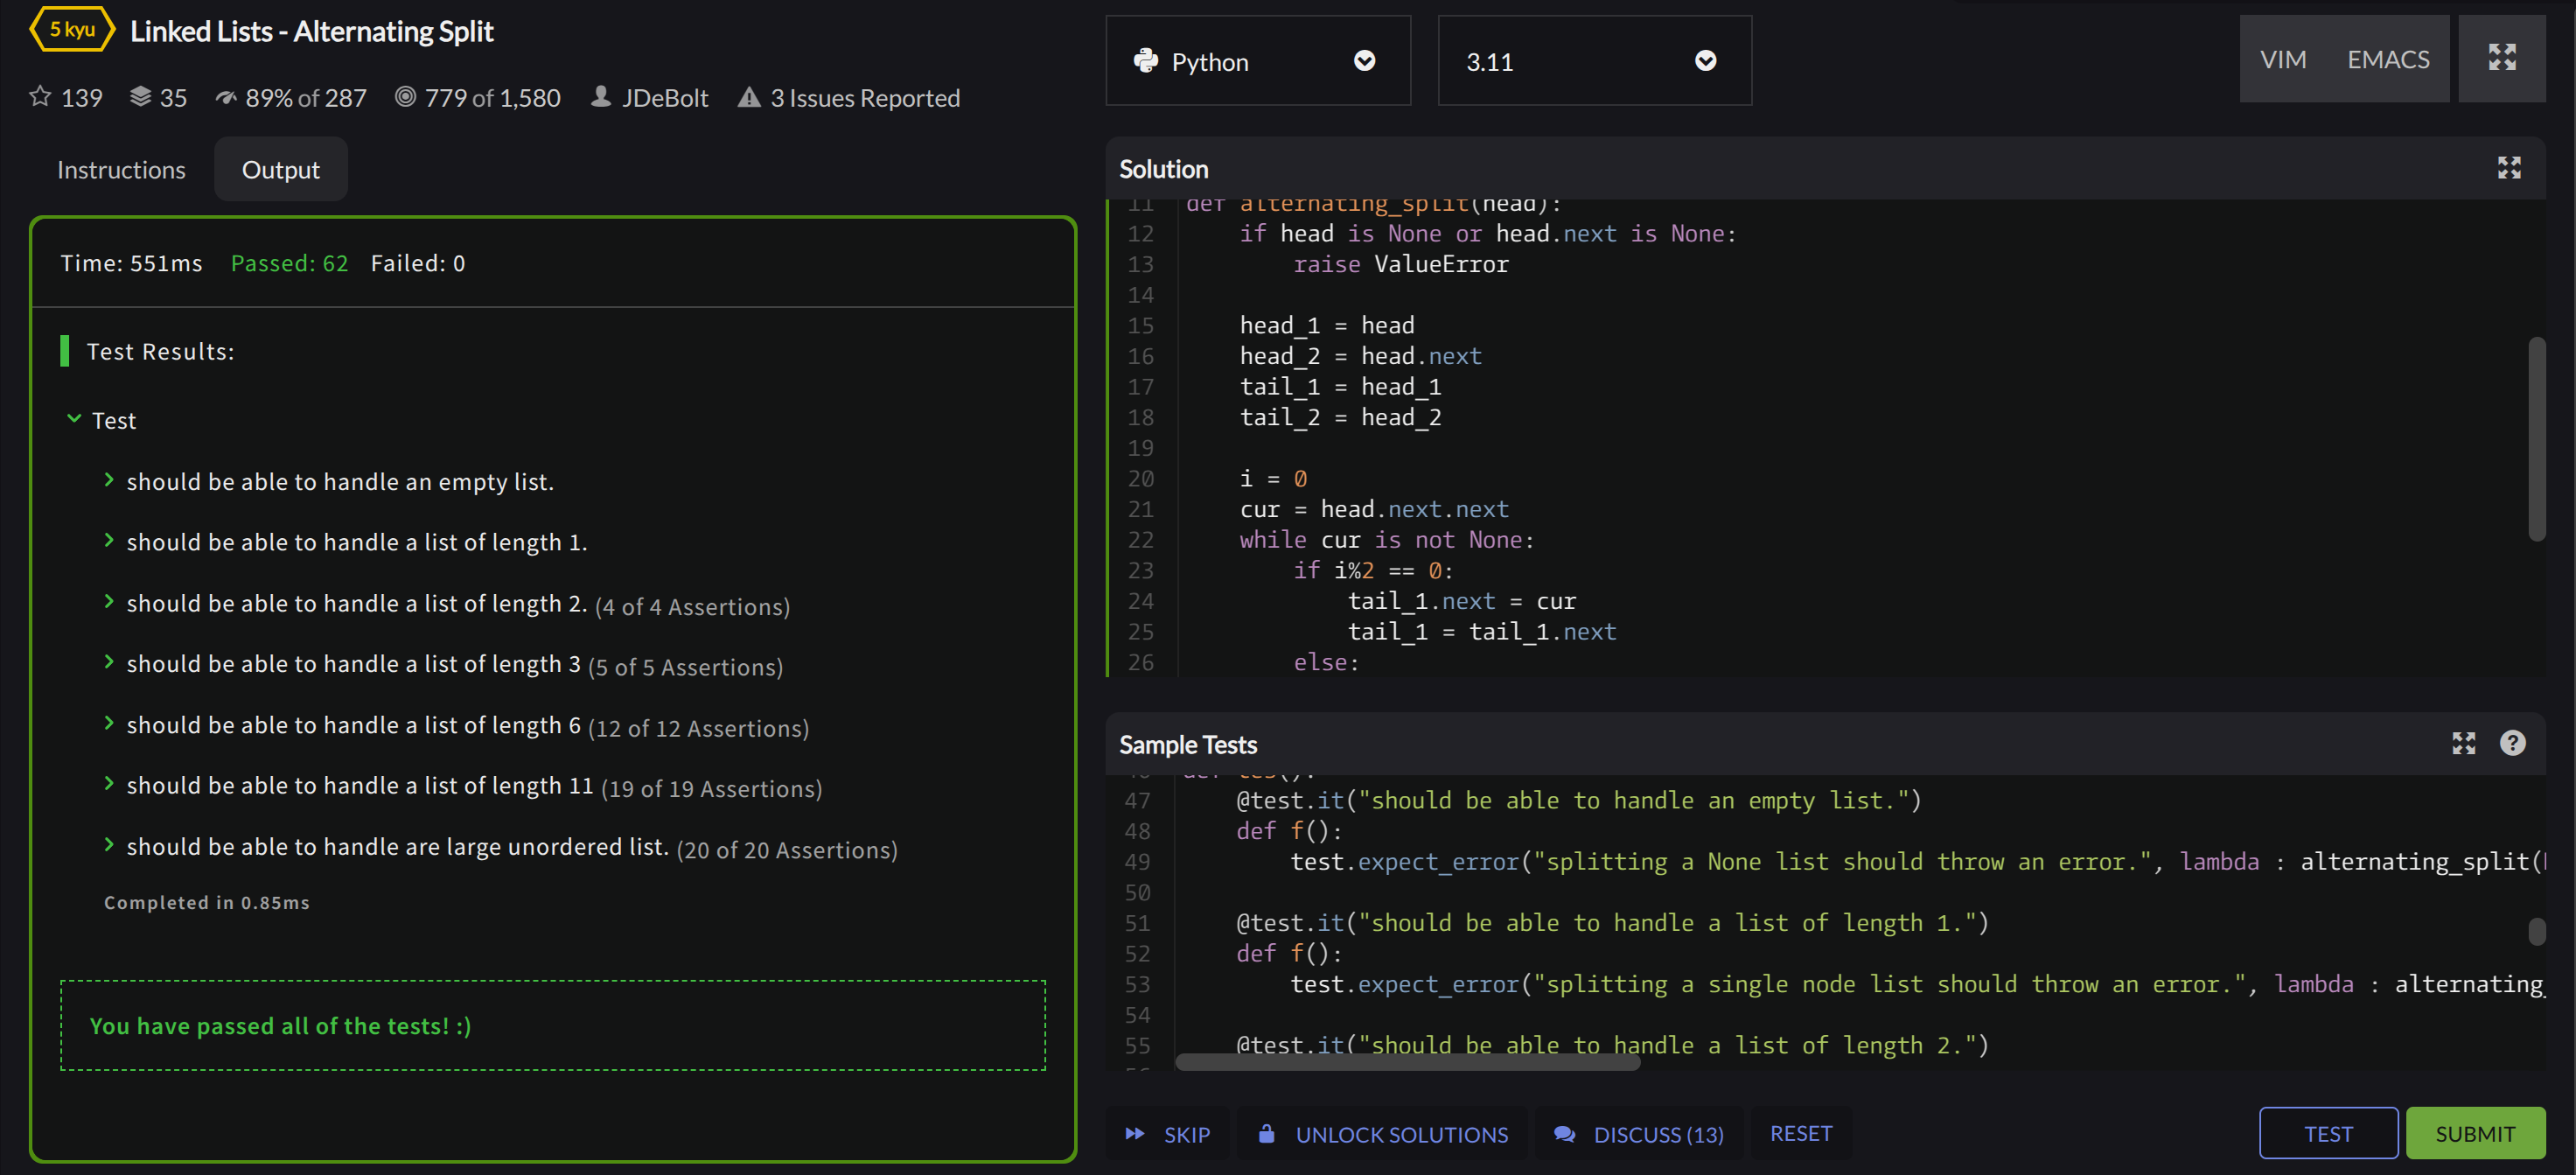 5 kyu Linked Lists - Alternating Split
139 35 89% of 287 779 of 1,580 JDeBolt 3 Issues Reported
Instructions Output
Time: 551ms Passed: 62 Failed: 0
Test Results:
Test
should be able to handle an empty list.
should be able to handle a list of length 1.
should be able to handle a list of length 2. (4 of 4 Assertions)
should be able to handle a list of length 3 (5 of 5 Assertions)
should be able to handle a list of length 6 (12 of 12 Assertions)
should be able to handle a list of length 11 (19 of 19 Assertions)
should be able to handle are large unordered list. (20 of 20 Assertions)
Completed in 0.85ms
You have passed all of the tests! :)
Python 3.11 VIM EMACS
Solution
11 def alternating_split(head):
12 if head is None or head.next is None:
13 raise ValueError
14
15 head_1 = head
16 head_2 = head.next
17 tail_1 = head_1
18 tail_2 = head_2
19
20 i = 0
21 cur = head.next.next
22 while cur is not None:
23 if i%2 == 0:
24 tail_1.next = cur
25 tail_1 = tail_1.next
26 else:
Sample Tests
47 @test.it("should be able to handle an empty list.")
48 def f():
49 test.expect_error("splitting a None list should throw an error.", lambda : alternating_split(
50
51 @test.it("should be able to handle a list of length 1.")
52 def f():
53 test.expect_error("splitting a single node list should throw an error.", lambda : alternating_
54
55 @test.it("should be able to handle a list of length 2.")
SKIP UNLOCK SOLUTIONS DISCUSS (13) RESET TEST SUBMIT